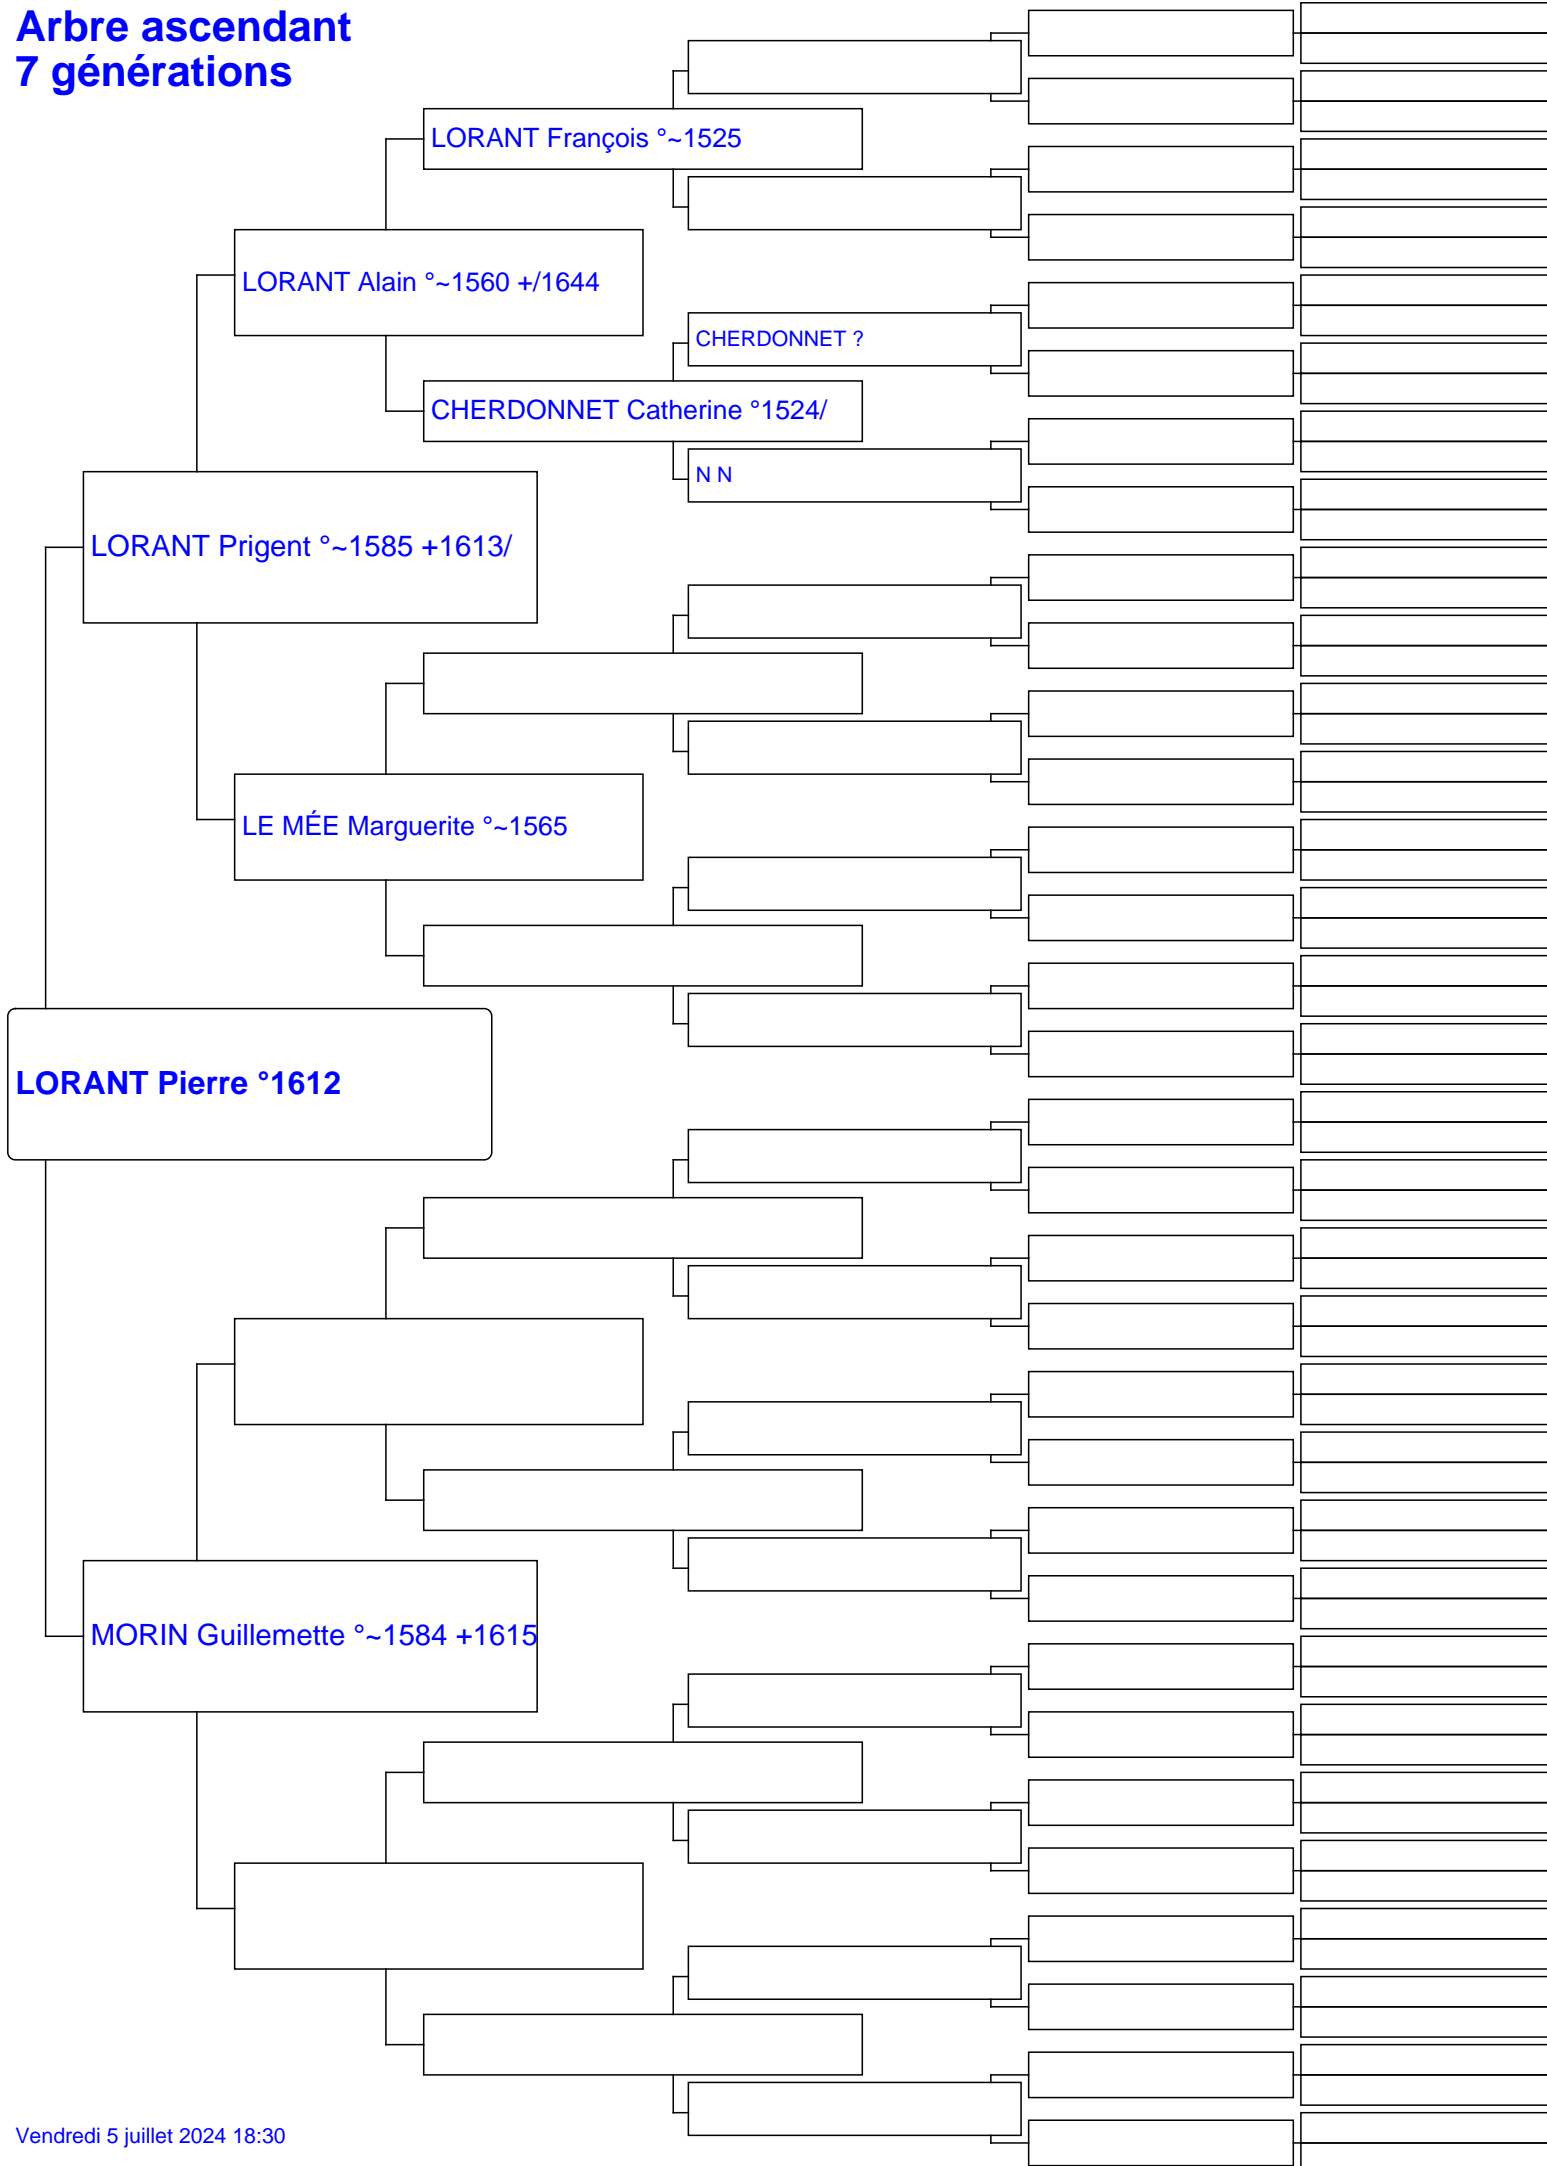 Arbre ascendant
7 générations
LORANT François °~1525
LORANT Alain °~1560 +/1644
CHERDONNET ?
CHERDONNET Catherine °1524/
N N
LORANT Prigent °~1585 +1613/
LE MÉE Marguerite °~1565
LORANT Pierre °1612
MORIN Guillemette °~1584 +1615
Vendredi 5 juillet 2024 18:30